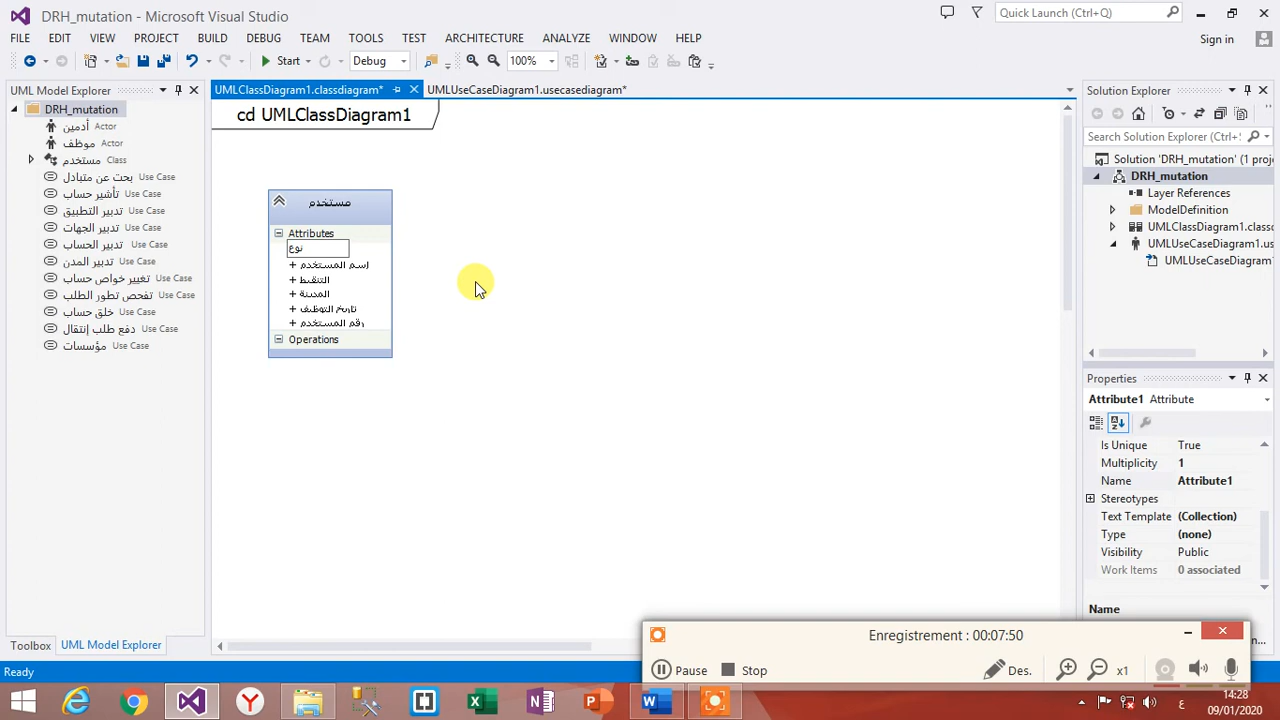 DRH_mutation - Microsoft Visual Studio
Quick Launch (Ctrl+Q)
FILE EDIT VIEW PROJECT BUILD DEBUG TEAM TOOLS TEST ARCHITECTURE ANALYZE WINDOW HELP
Sign in
Start Debug 100%
UML Model Explorer
DRH_mutation
أدمين Actor
موظف Actor
مستخدم Class
بحث عن متبادل Use Case
تأشير حساب Use Case
تدبير التطبيق Use Case
تدبير الجهات Use Case
تدبير الحساب Use Case
تدبير المدن Use Case
تغيير خواص حساب Use Case
تفحص تطور الطلب Use Case
خلق حساب Use Case
دفع طلب إنتقال Use Case
مؤسسات Use Case
Toolbox UML Model Explorer
UMLClassDiagram1.classdiagram* UMLUseCaseDiagram1.usecasediagram*
cd UMLClassDiagram1
مستخدم
Attributes
نوع
+ اسم المستخدم
+ التنقيط
+ المدينة
+ تاريخ التوظيف
+ رقم المستخدم
Operations
Solution Explorer
Search Solution Explorer (Ctrl+
Solution 'DRH_mutation' (1 proj
DRH_mutation
Layer References
ModelDefinition
UMLClassDiagram1.classd
UMLUseCaseDiagram1.us
UMLUseCaseDiagram
Properties
Attribute1 Attribute
Is Unique True
Multiplicity 1
Name Attribute1
Stereotypes
Text Template (Collection)
Type (none)
Visibility Public
Work Items 0 associated
Name
Enregistrement : 00:07:50
Pause Stop Des. x1
Ready
14:28
09/01/2020